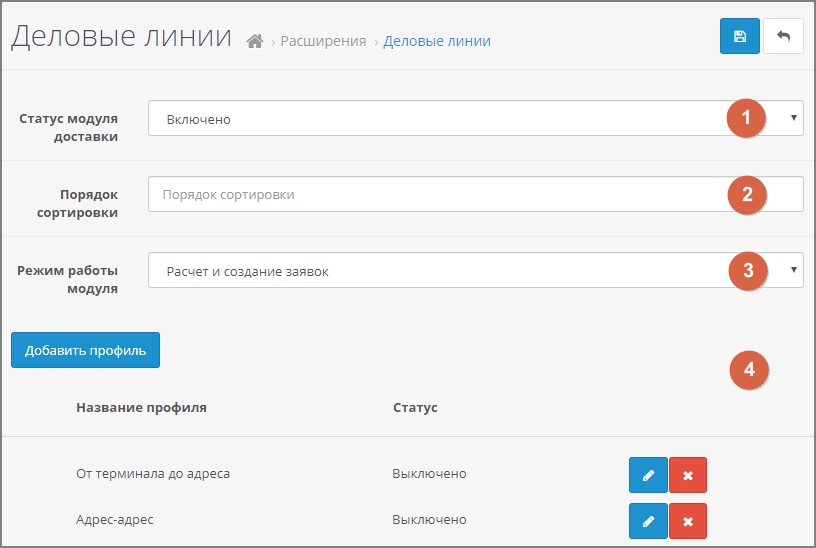 Деловые линии › Расширения › Деловые линии
Статус модуля доставки
Включено
1
Порядок сортировки
Порядок сортировки
2
Режим работы модуля
Расчет и создание заявок
3
Добавить профиль
4
Название профиля Статус
От терминала до адреса Выключено
Адрес-адрес Выключено